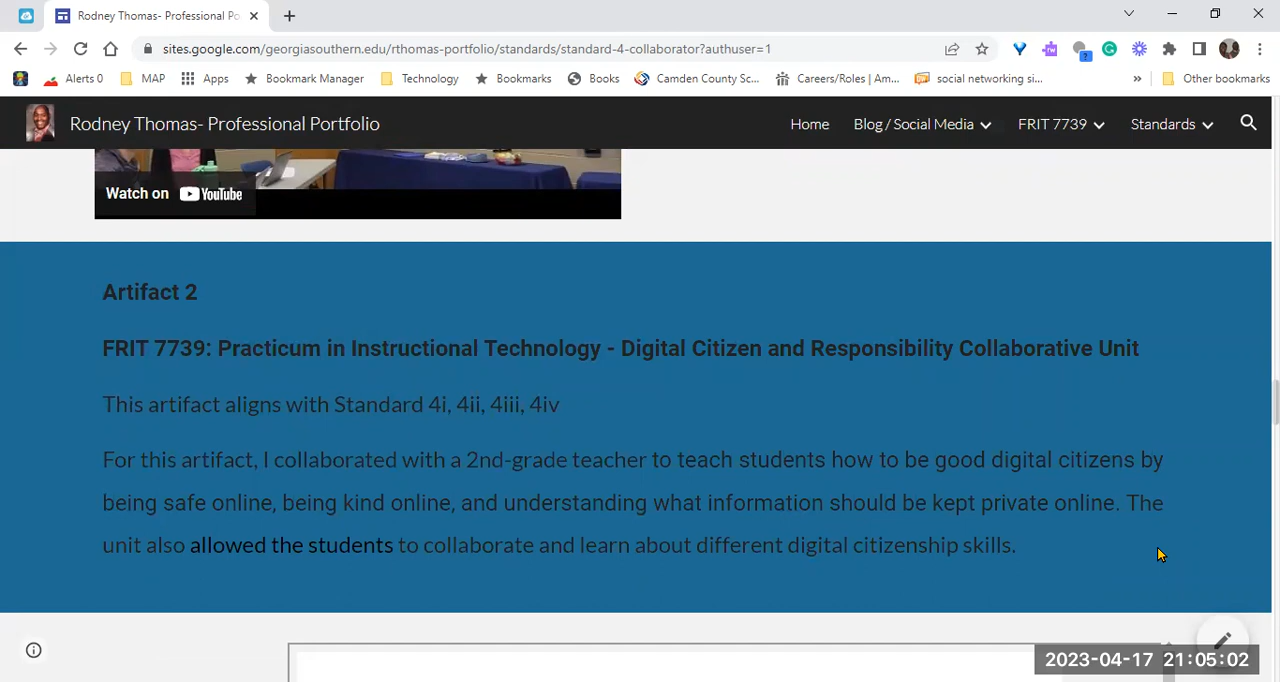 Rodney Thomas- Professional Po
sites.google.com/georgiasouthern.edu/rthomas-portfolio/standards/standard-4-collaborator?authuser=1
Alerts 0 MAP Apps Bookmark Manager Technology Bookmarks Books Camden County Sc... Careers/Roles | Am... social networking si... » Other bookmarks
Rodney Thomas- Professional Portfolio Home Blog / Social Media FRIT 7739 Standards
Watch on YouTube
Artifact 2
FRIT 7739: Practicum in Instructional Technology - Digital Citizen and Responsibility Collaborative Unit
This artifact aligns with Standard 4i, 4ii, 4iii, 4iv
For this artifact, I collaborated with a 2nd-grade teacher to teach students how to be good digital citizens by
being safe online, being kind online, and understanding what information should be kept private online. The
unit also allowed the students to collaborate and learn about different digital citizenship skills.
2023-04-17 21:05:02